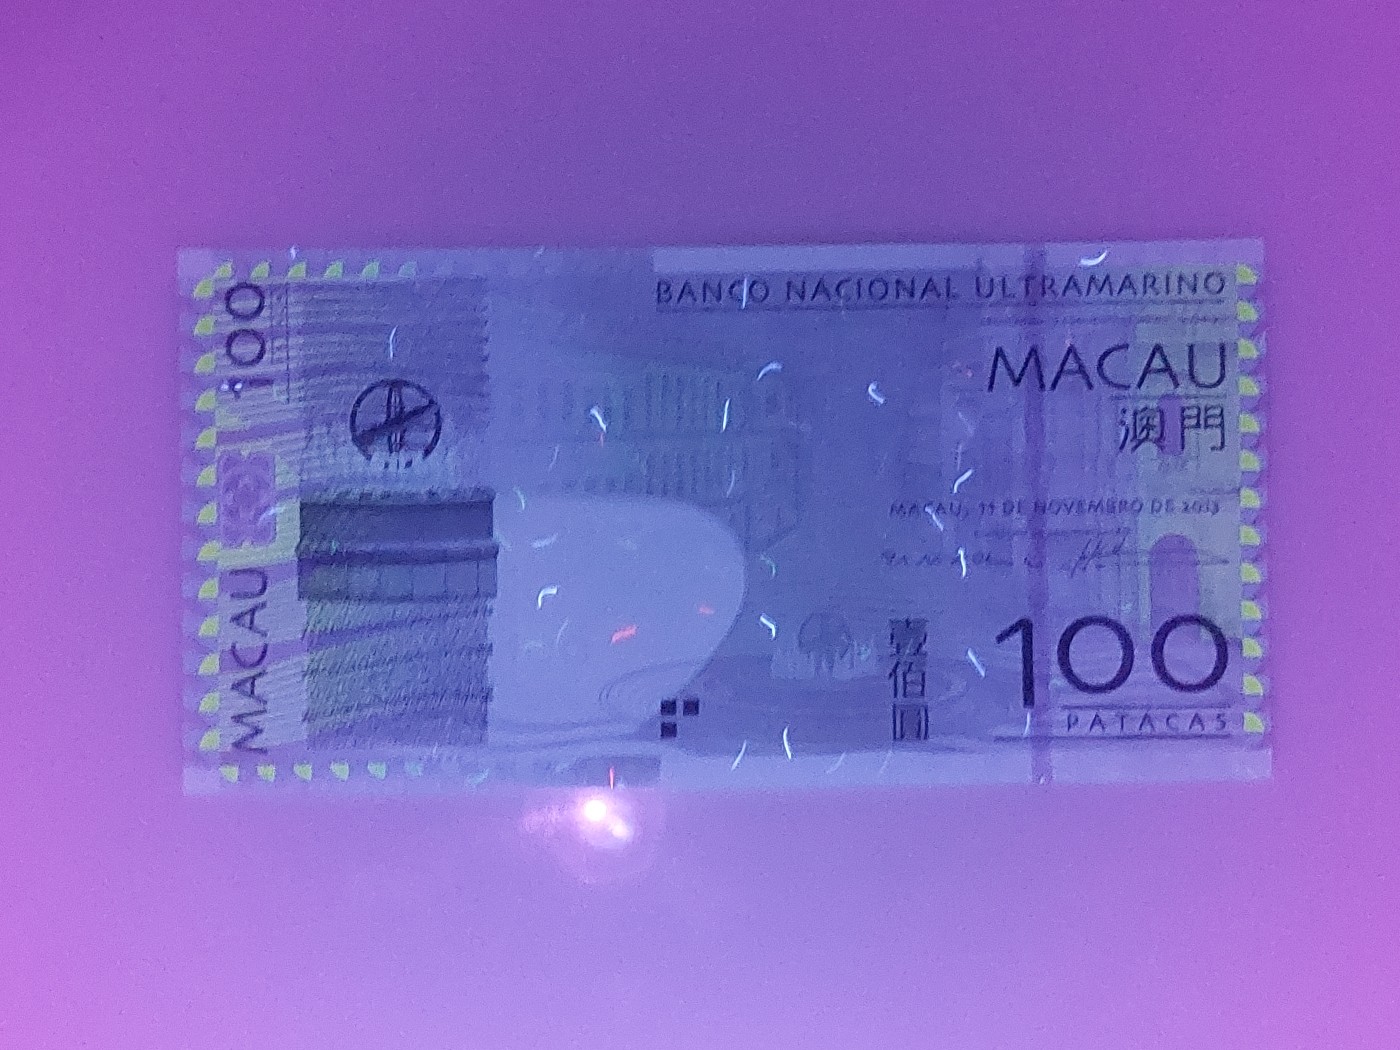 100
MACAU
BANCO NACIONAL ULTRAMARINO
MACAU
澳門
MACAU, 11 DE NOVEMBRO DE 2013
壹佰圓
100
PATACAS